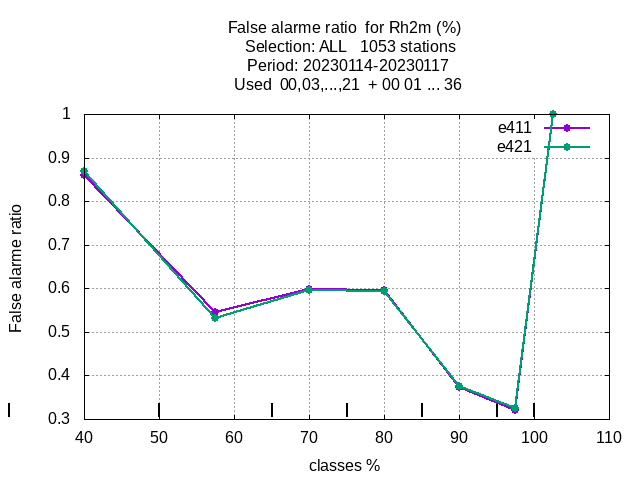 False alarme ratio  for Rh2m (%)
Selection: ALL   1053 stations
Period: 20230114-20230117
Used  00,03,...,21  + 00 01 ... 36
1
e411
e421
0.9
0.8
0.7
0.6
0.5
0.4
0.3
False alarme ratio
40 50 60 70 80 90 100 110
classes %